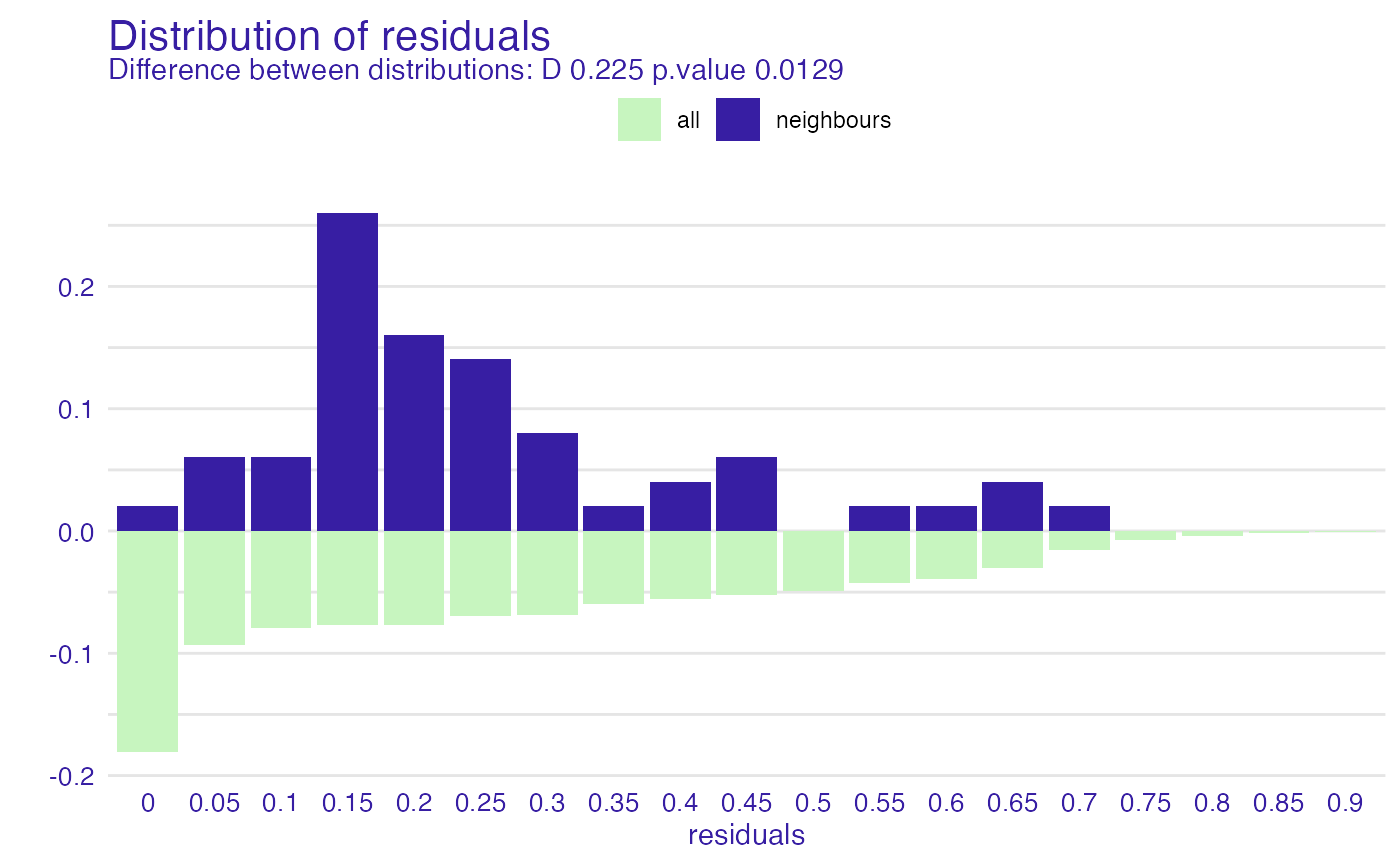 Distribution of residuals
Difference between distributions: D 0.225 p.value 0.0129
all neighbours
0.2
0.1
0.0
-0.1
-0.2
0 0.05 0.1 0.15 0.2 0.25 0.3 0.35 0.4 0.45 0.5 0.55 0.6 0.65 0.7 0.75 0.8 0.85 0.9
residuals